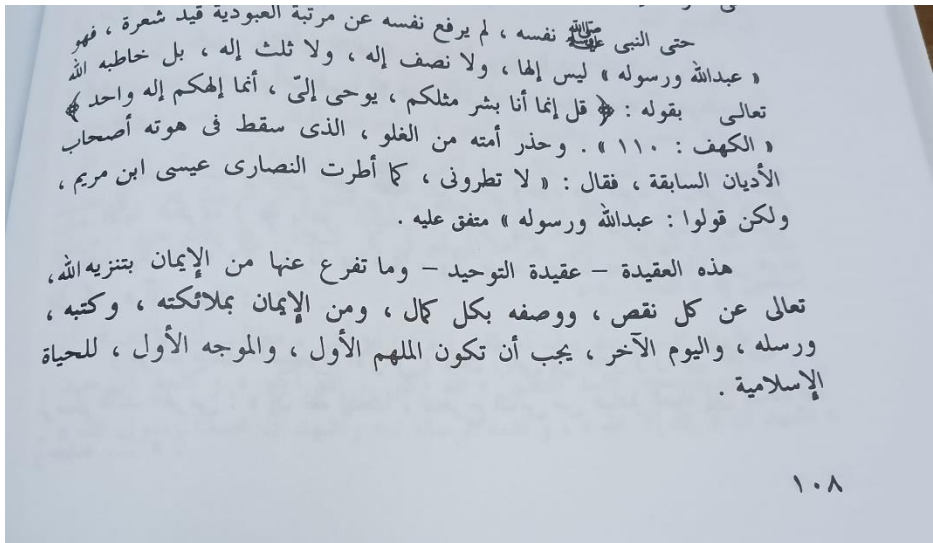 حتى النبى ﷺ نفسه ، لم يرفع نفسه عن مرتبة العبودية قيد شعرة ، فهو
« عبدالله ورسوله » ليس إلها ، ولا نصف إله ، ولا ثلث إله ، بل خاطبه الله
تعالى بقوله : ﴿ قل إنما أنا بشر مثلكم ، يوحى إلىّ ، أنما إلهكم إله واحد ﴾
« الكهف : ١١٠ » . وحذر أمته من الغلو ، الذى سقط فى هوته أصحاب
الأديان السابقة ، فقال : « لا تطرونى ، كما أطرت النصارى عيسى ابن مريم ،
ولكن قولوا : عبدالله ورسوله » متفق عليه .
هذه العقيدة – عقيدة التوحيد – وما تفرع عنها من الإيمان بتنزيه الله،
تعالى عن كل نقص ، ووصفه بكل كمال ، ومن الإيمان بملائكته ، وكتبه ،
ورسله ، واليوم الآخر ، يجب أن تكون الملهم الأول ، والموجه الأول ، للحياة
الإسلامية .
١٠٨